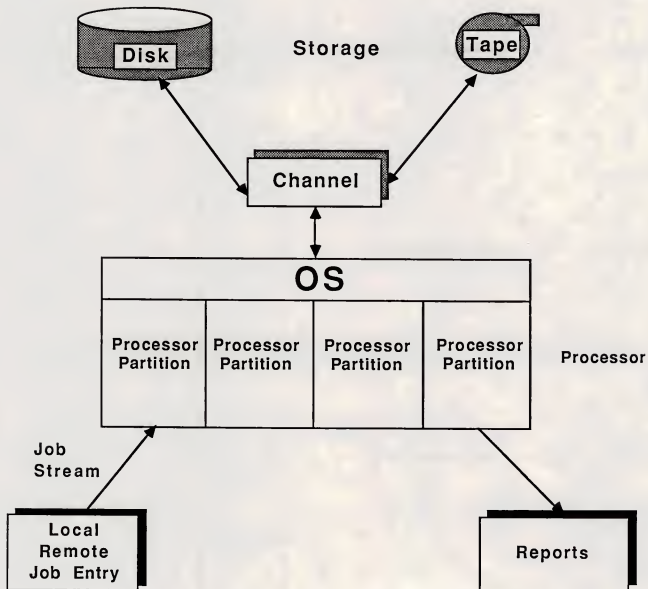 Disk
Storage
Tape
Channel
OS
Processor
Partition
Processor
Partition
Processor
Partition
Processor
Partition
Processor
Job
Stream
Local
Remote
Job Entry
Reports